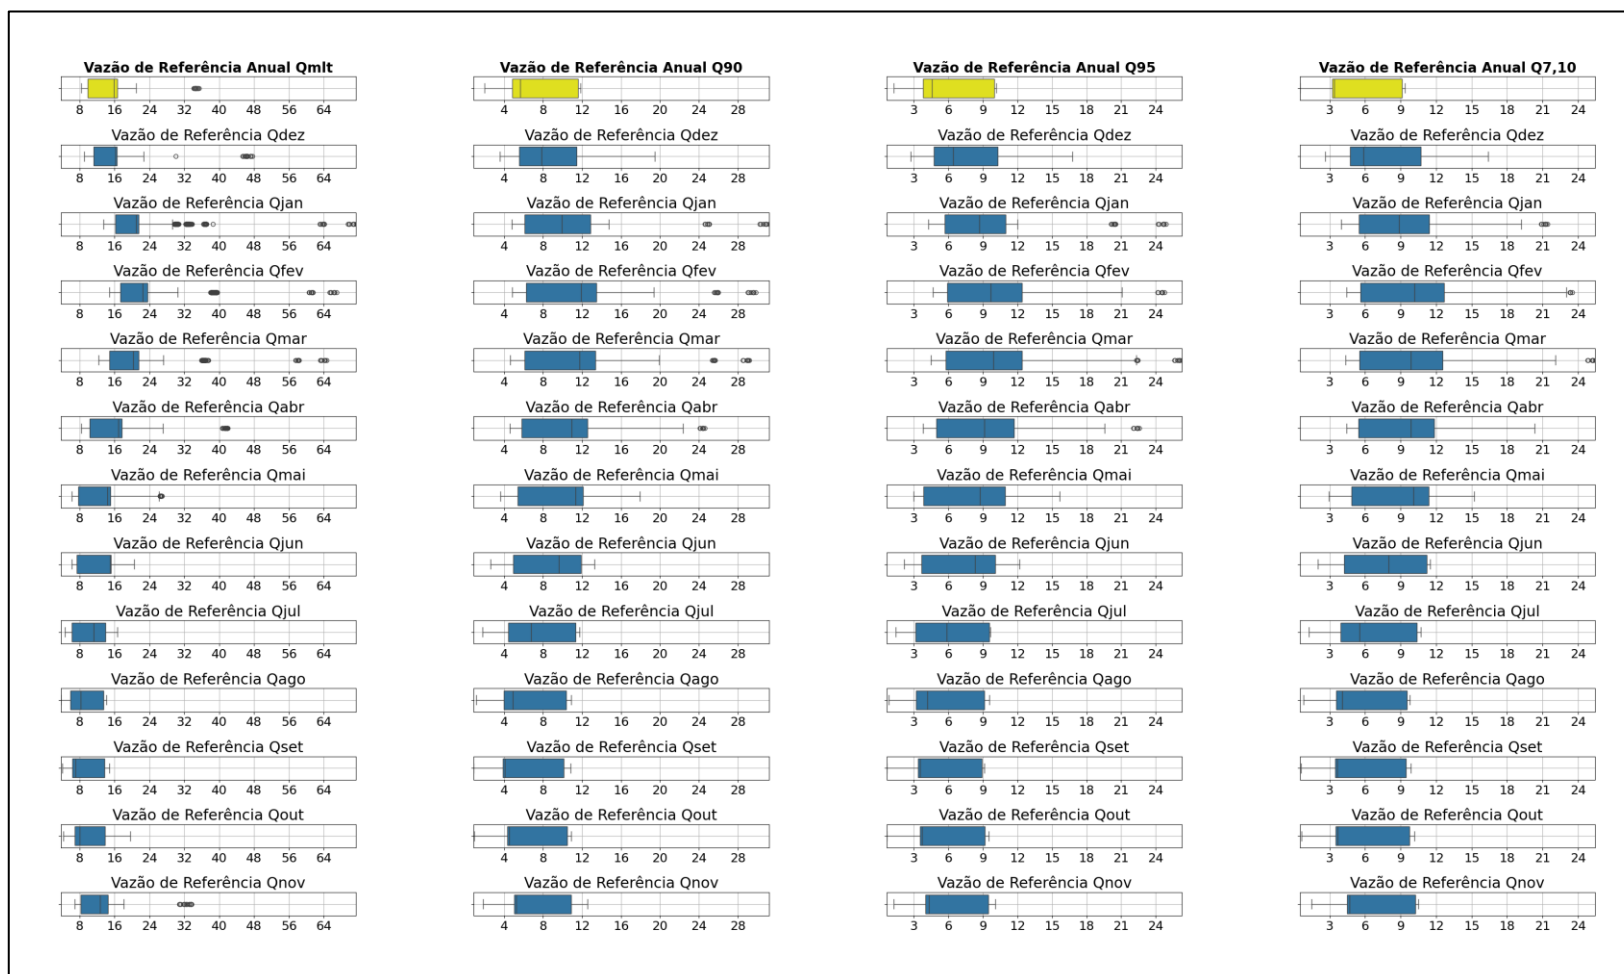 Vazão de Referência Anual Qmlt Vazão de Referência Anual Q90 Vazão de Referência Anual Q95 Vazão de Referência Anual Q7,10
8 16 24 32 40 48 56 64 4 8 12 16 20 24 28 3 6 9 12 15 18 21 24 3 6 9 12 15 18 21 24
Vazão de Referência Qdez Vazão de Referência Qdez Vazão de Referência Qdez Vazão de Referência Qdez
8 16 24 32 40 48 56 64 4 8 12 16 20 24 28 3 6 9 12 15 18 21 24 3 6 9 12 15 18 21 24
Vazão de Referência Qjan Vazão de Referência Qjan Vazão de Referência Qjan Vazão de Referência Qjan
8 16 24 32 40 48 56 64 4 8 12 16 20 24 28 3 6 9 12 15 18 21 24 3 6 9 12 15 18 21 24
Vazão de Referência Qfev Vazão de Referência Qfev Vazão de Referência Qfev Vazão de Referência Qfev
8 16 24 32 40 48 56 64 4 8 12 16 20 24 28 3 6 9 12 15 18 21 24 3 6 9 12 15 18 21 24
Vazão de Referência Qmar Vazão de Referência Qmar Vazão de Referência Qmar Vazão de Referência Qmar
8 16 24 32 40 48 56 64 4 8 12 16 20 24 28 3 6 9 12 15 18 21 24 3 6 9 12 15 18 21 24
Vazão de Referência Qabr Vazão de Referência Qabr Vazão de Referência Qabr Vazão de Referência Qabr
8 16 24 32 40 48 56 64 4 8 12 16 20 24 28 3 6 9 12 15 18 21 24 3 6 9 12 15 18 21 24
Vazão de Referência Qmai Vazão de Referência Qmai Vazão de Referência Qmai Vazão de Referência Qmai
8 16 24 32 40 48 56 64 4 8 12 16 20 24 28 3 6 9 12 15 18 21 24 3 6 9 12 15 18 21 24
Vazão de Referência Qjun Vazão de Referência Qjun Vazão de Referência Qjun Vazão de Referência Qjun
8 16 24 32 40 48 56 64 4 8 12 16 20 24 28 3 6 9 12 15 18 21 24 3 6 9 12 15 18 21 24
Vazão de Referência Qjul Vazão de Referência Qjul Vazão de Referência Qjul Vazão de Referência Qjul
8 16 24 32 40 48 56 64 4 8 12 16 20 24 28 3 6 9 12 15 18 21 24 3 6 9 12 15 18 21 24
Vazão de Referência Qago Vazão de Referência Qago Vazão de Referência Qago Vazão de Referência Qago
8 16 24 32 40 48 56 64 4 8 12 16 20 24 28 3 6 9 12 15 18 21 24 3 6 9 12 15 18 21 24
Vazão de Referência Qset Vazão de Referência Qset Vazão de Referência Qset Vazão de Referência Qset
8 16 24 32 40 48 56 64 4 8 12 16 20 24 28 3 6 9 12 15 18 21 24 3 6 9 12 15 18 21 24
Vazão de Referência Qout Vazão de Referência Qout Vazão de Referência Qout Vazão de Referência Qout
8 16 24 32 40 48 56 64 4 8 12 16 20 24 28 3 6 9 12 15 18 21 24 3 6 9 12 15 18 21 24
Vazão de Referência Qnov Vazão de Referência Qnov Vazão de Referência Qnov Vazão de Referência Qnov
8 16 24 32 40 48 56 64 4 8 12 16 20 24 28 3 6 9 12 15 18 21 24 3 6 9 12 15 18 21 24